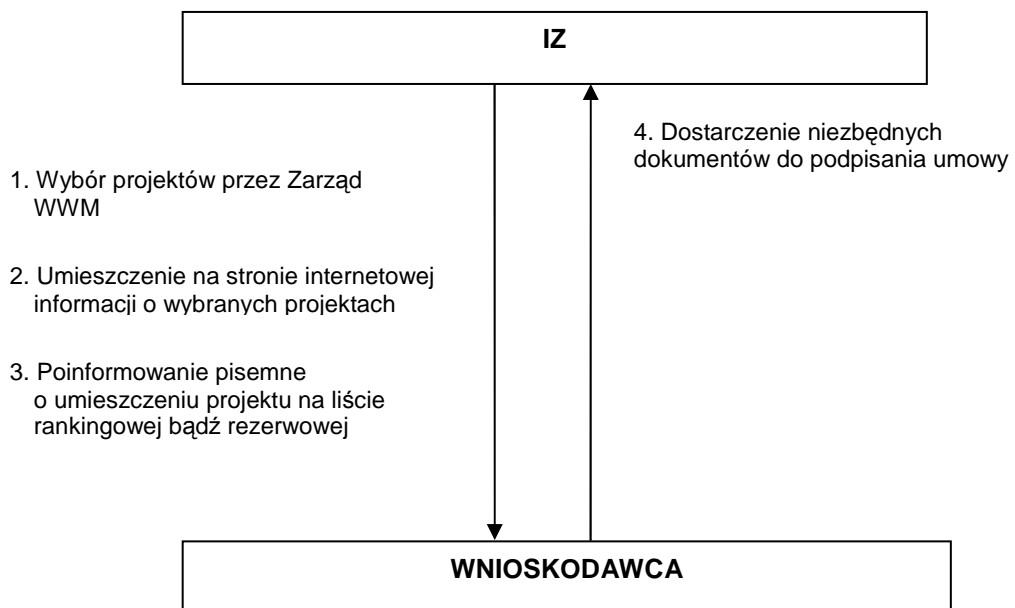 IZ
4. Dostarczenie niezbędnych
dokumentów do podpisania umowy
1. Wybór projektów przez Zarząd
WWM
2. Umieszczenie na stronie internetowej
informacji o wybranych projektach
3. Poinformowanie pisemne
o umieszczeniu projektu na liście
rankingowej bądź rezerwowej
WNIOSKODAWCA